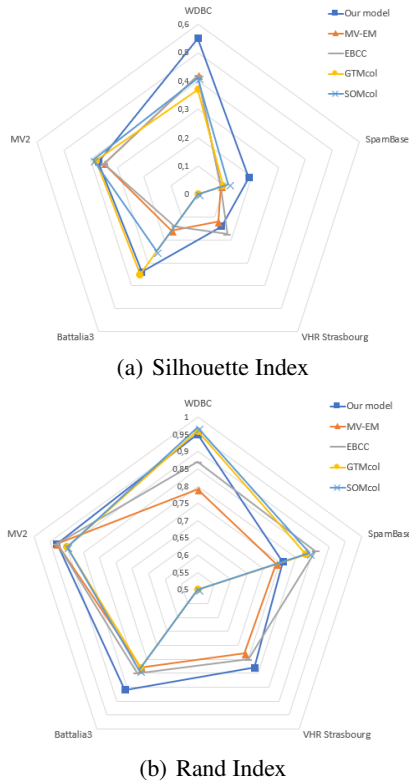 WDBC
0,6
0,5
0,4
0,3
0,2
0,1
0
SpamBase
VHR Strasbourg
Battalia3
MV2
Our model
MV-EM
EBCC
GTMcol
SOMcol
(a) Silhouette Index
WDBC
1
0,95
0,9
0,85
0,8
0,75
0,7
0,65
0,6
0,55
0,5
SpamBase
VHR Strasbourg
Battalia3
MV2
Our model
MV-EM
EBCC
GTMcol
SOMcol
(b) Rand Index